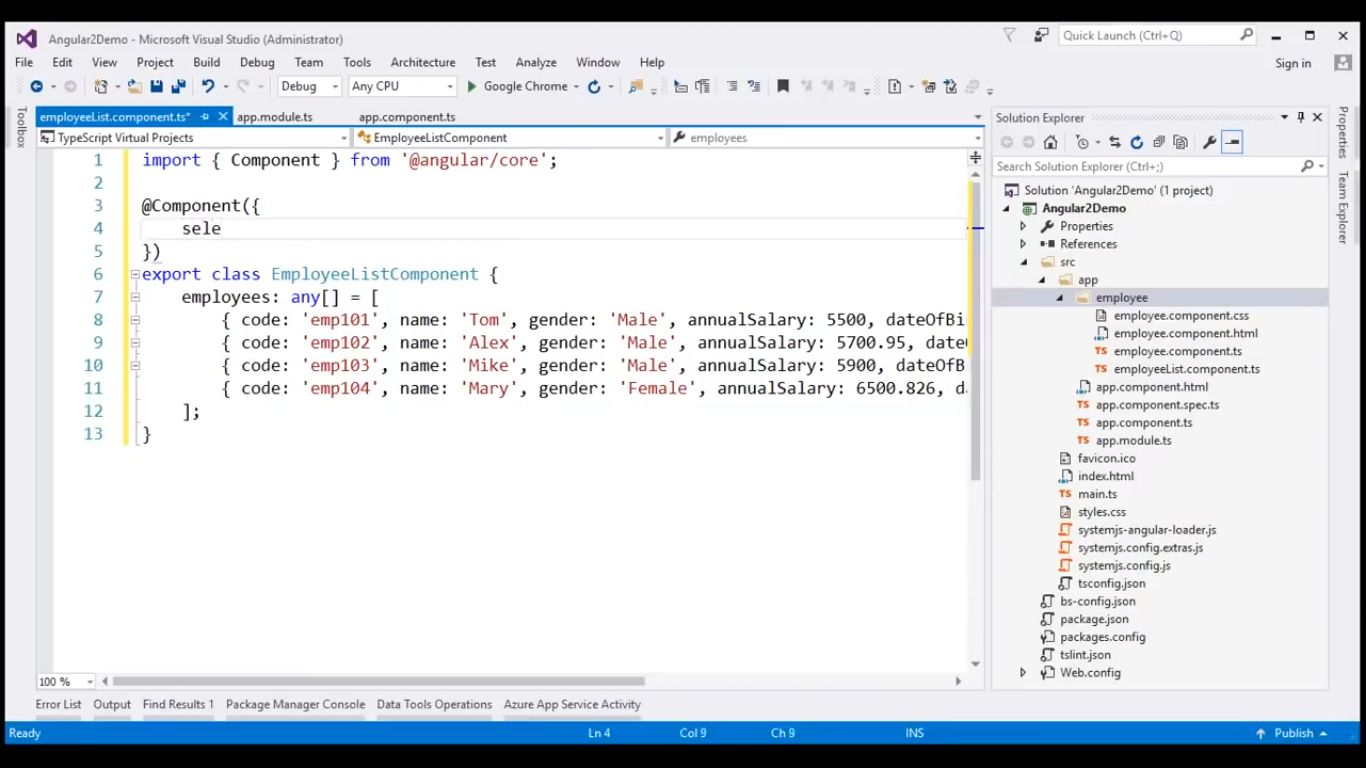 Angular2Demo - Microsoft Visual Studio (Administrator)
Quick Launch (Ctrl+Q)
File Edit View Project Build Debug Team Tools Architecture Test Analyze Window Help
Sign in
Debug Any CPU Google Chrome
Toolbox
employeeList.component.ts* app.module.ts app.component.ts
TypeScript Virtual Projects EmployeeListComponent employees
1 import { Component } from '@angular/core';
2
3 @Component({
4 sele
5 })
6 export class EmployeeListComponent {
7 employees: any[] = [
8 { code: 'emp101', name: 'Tom', gender: 'Male', annualSalary: 5500, dateOfBi
9 { code: 'emp102', name: 'Alex', gender: 'Male', annualSalary: 5700.95, date
10 { code: 'emp103', name: 'Mike', gender: 'Male', annualSalary: 5900, dateOfB
11 { code: 'emp104', name: 'Mary', gender: 'Female', annualSalary: 6500.826, d
12 ];
13 }
100 %
Solution Explorer
Search Solution Explorer (Ctrl+;)
Solution 'Angular2Demo' (1 project)
Angular2Demo
Properties
References
src
app
employee
employee.component.css
employee.component.html
employee.component.ts
employeeList.component.ts
app.component.html
app.component.spec.ts
app.component.ts
app.module.ts
favicon.ico
index.html
main.ts
styles.css
systemjs-angular-loader.js
systemjs.config.extras.js
systemjs.config.js
tsconfig.json
bs-config.json
package.json
packages.config
tslint.json
Web.config
Properties
Team Explorer
Error List Output Find Results 1 Package Manager Console Data Tools Operations Azure App Service Activity
Ready Ln 4 Col 9 Ch 9 INS Publish